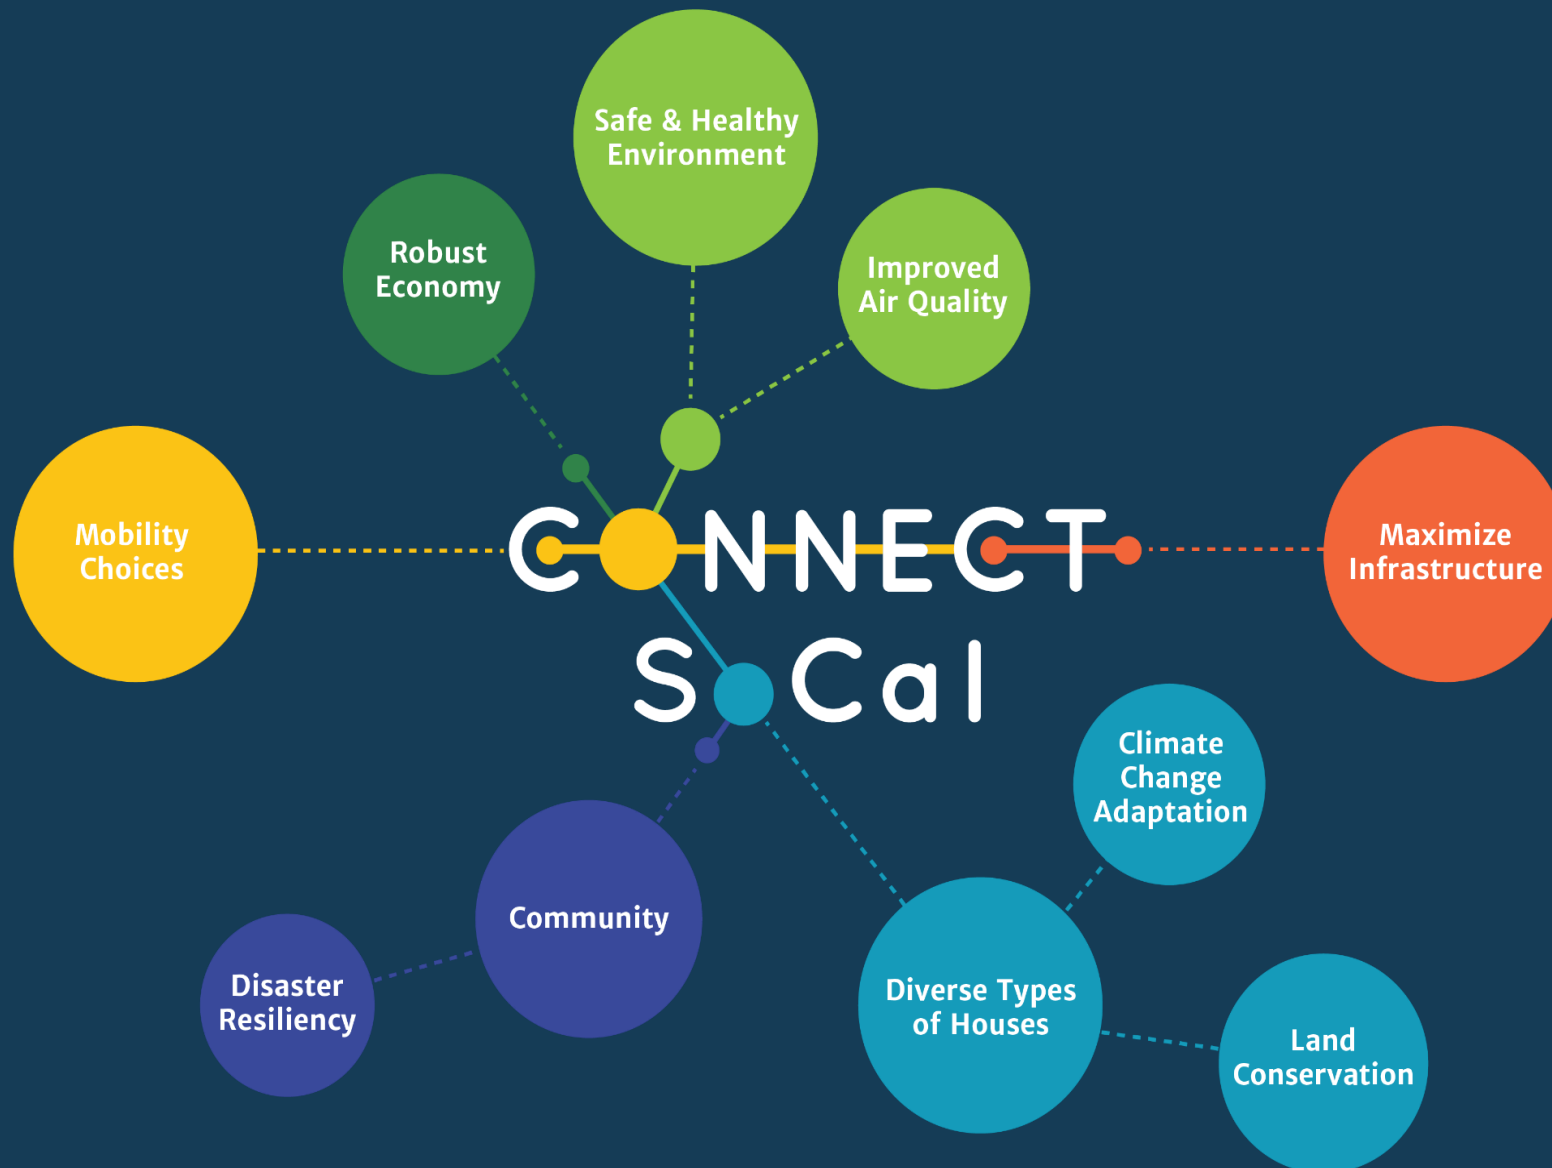 Safe & Healthy
Environment
Robust
Economy
Improved
Air Quality
Mobility
Choices
CONNECT
SoCal
Maximize
Infrastructure
Climate
Change
Adaptation
Community
Disaster
Resiliency
Diverse Types
of Houses
Land
Conservation